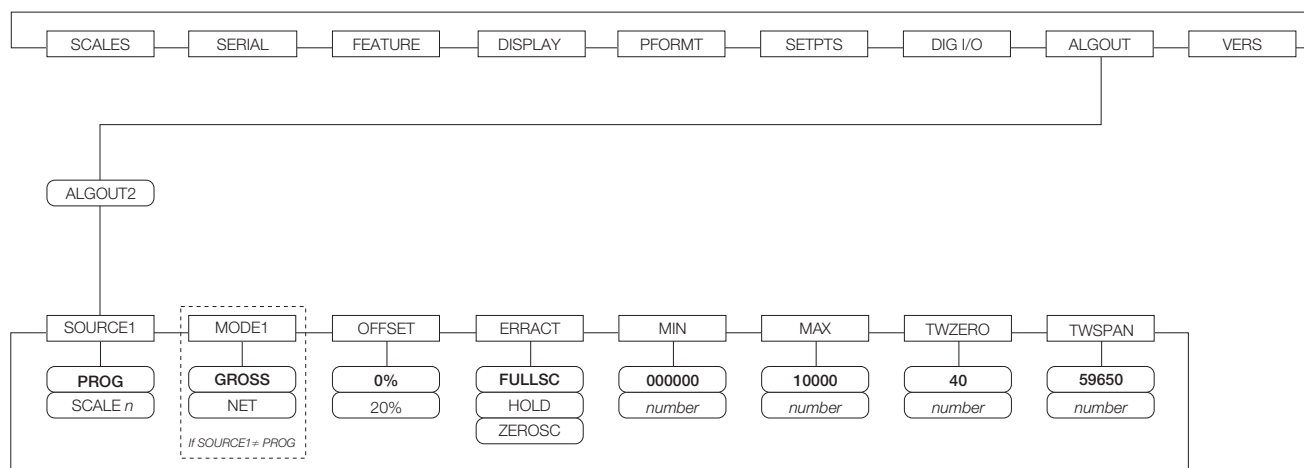 SCALES SERIAL FEATURE DISPLAY PFORMT SETPTS DIG I/O ALGOUT VERS
ALGOUT2
SOURCE1 MODE1 OFFSET ERRACT MIN MAX TWZERO TWSPAN
PROG GROSS 0% FULLSC 000000 10000 40 59650
SCALE n NET 20% HOLD number number number number
If SOURCE1≠ PROG ZEROSC